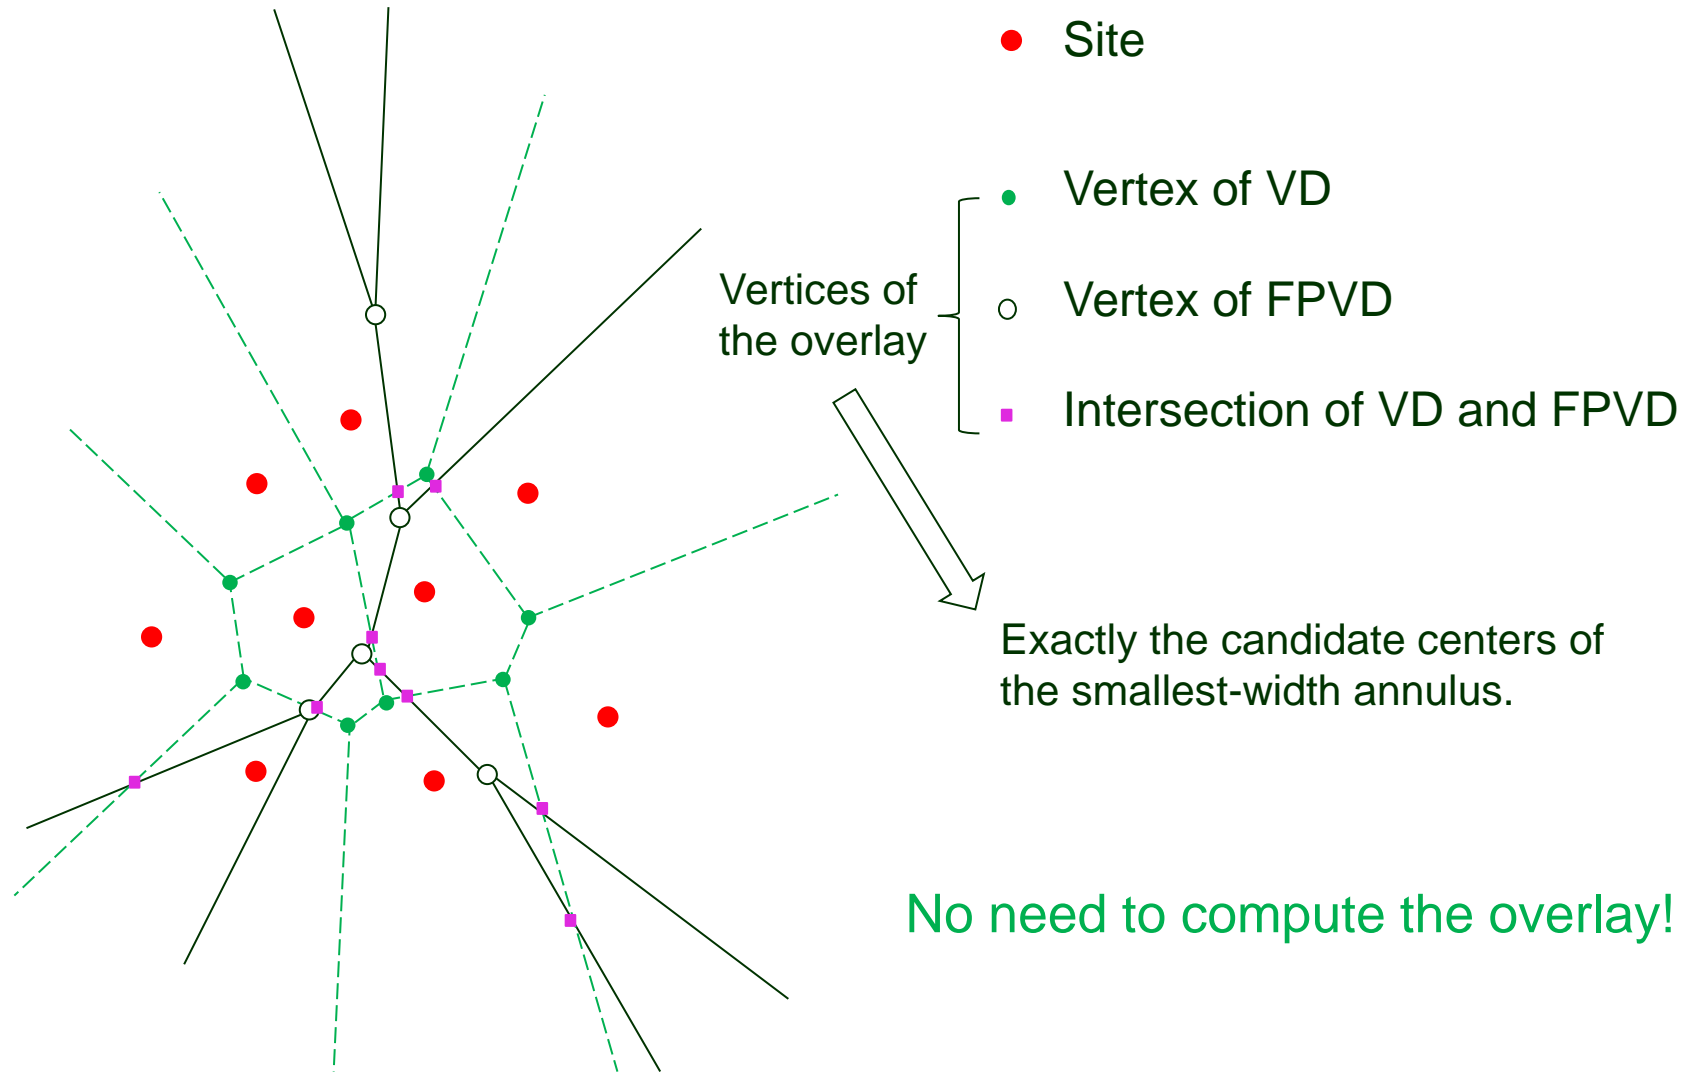 Site
Vertex of VD
Vertices of
the overlay
Vertex of FPVD
Intersection of VD and FPVD
Exactly the candidate centers of
the smallest-width annulus.
No need to compute the overlay!